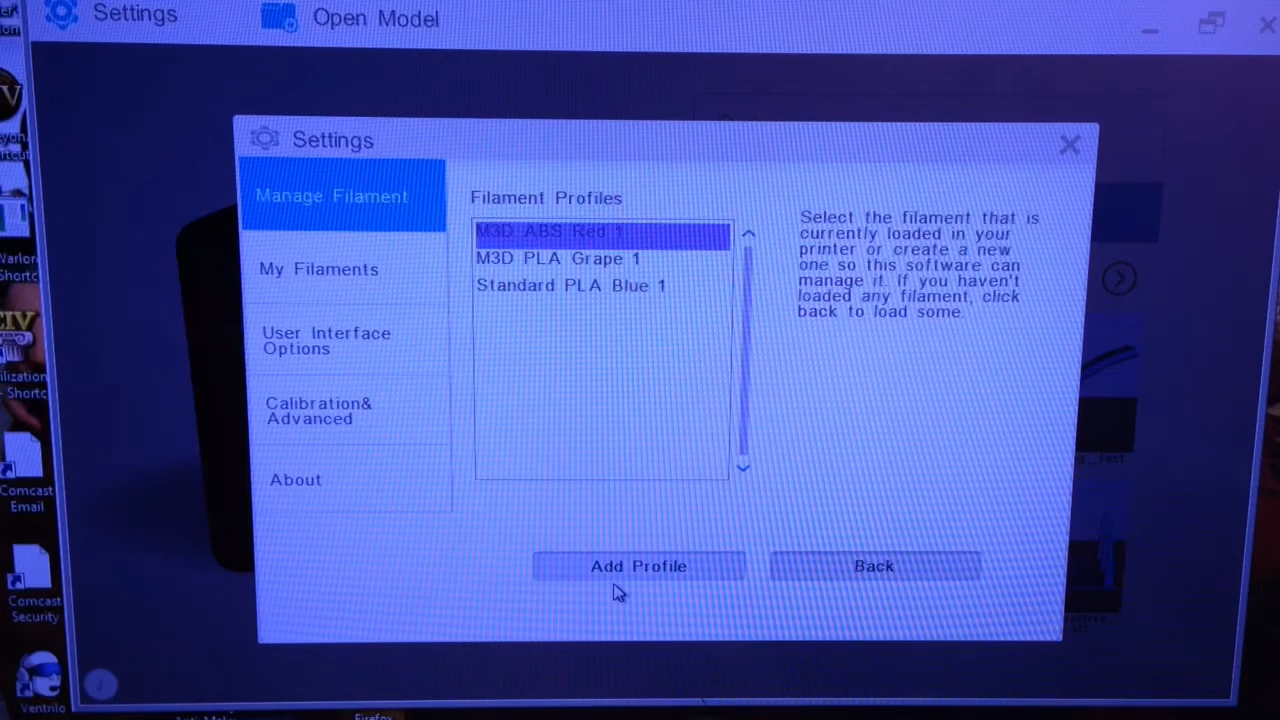 Settings
Open Model
Settings
Manage Filament
My Filaments
User Interface
Options
Calibration&
Advanced
About
Filament Profiles
M3D ABS Red 1
M3D PLA Grape 1
Standard PLA Blue 1
Select the filament that is
currently loaded in your
printer or create a new
one so this software can
manage it. If you haven't
loaded any filament, click
back to load some.
Add Profile
Back
Comcast
Email
Comcast
Security
Ventrilo
Firefox